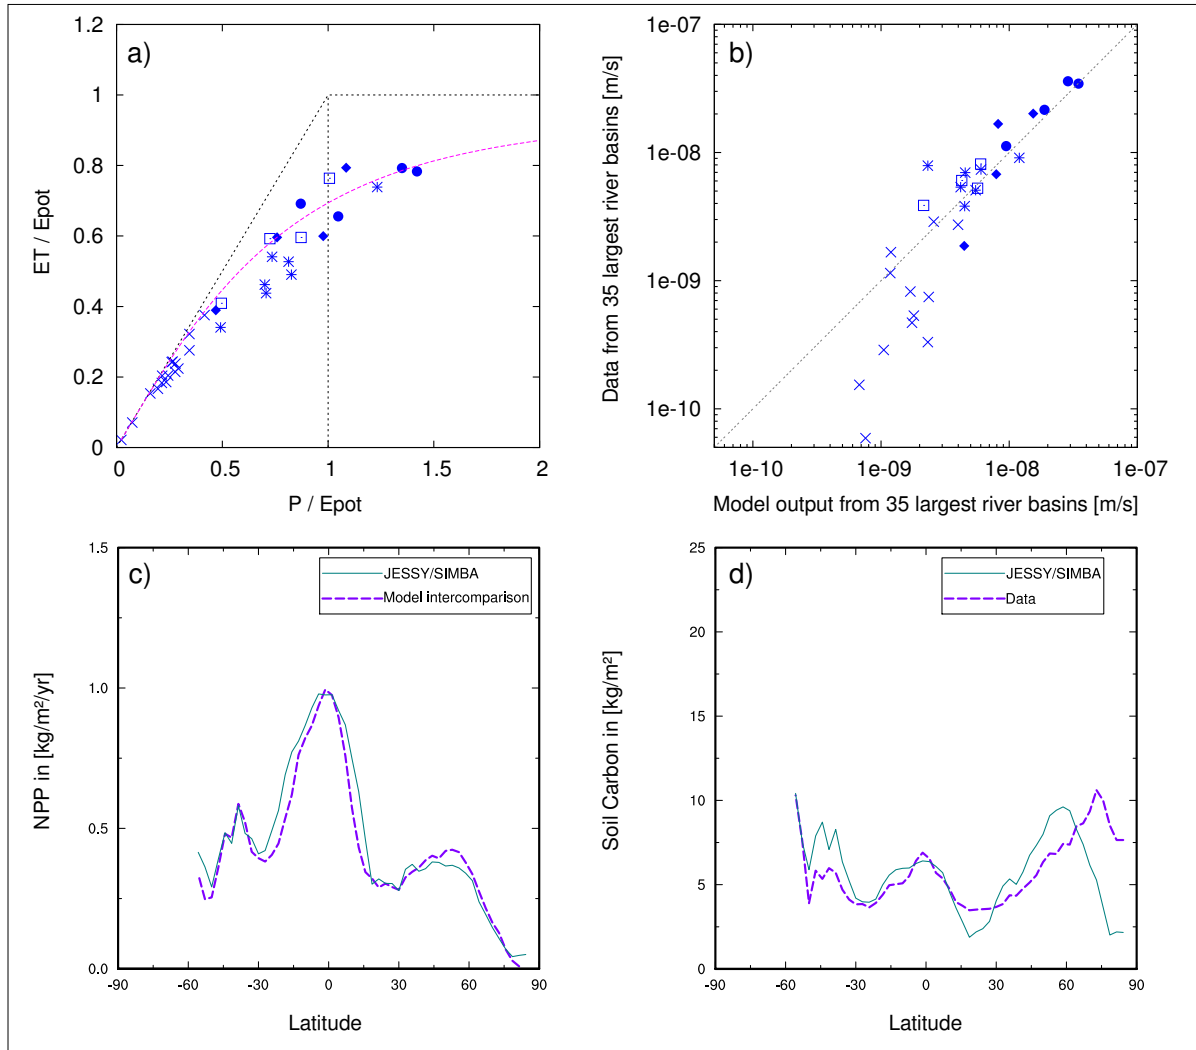 a)
1.2
1
0.8
0.6
0.4
0.2
0
ET / Epot
0 0.5 1 1.5 2
P / Epot
b)
1e-07
1e-08
1e-09
1e-10
Data from 35 largest river basins [m/s]
1e-10 1e-09 1e-08 1e-07
Model output from 35 largest river basins [m/s]
c)
JESSY/SIMBA
Model intercomparison
1.5
1.0
0.5
0.0
NPP in [kg/m²/yr]
-90 -60 -30 0 30 60 90
Latitude
d)
JESSY/SIMBA
Data
25
20
15
10
5
0
Soil Carbon in [kg/m²]
-90 -60 -30 0 30 60 90
Latitude